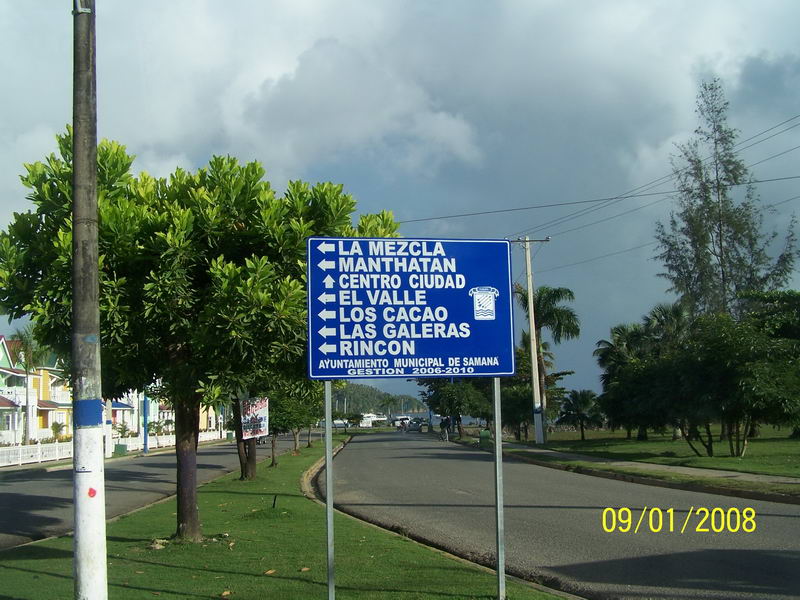 LA MEZCLA
MANTHATAN
CENTRO CIUDAD
EL VALLE
LOS CACAO
LAS GALERAS
RINCON
AYUNTAMIENTO MUNICIPAL DE SAMANA
GESTION 2006-2010
09/01/2008